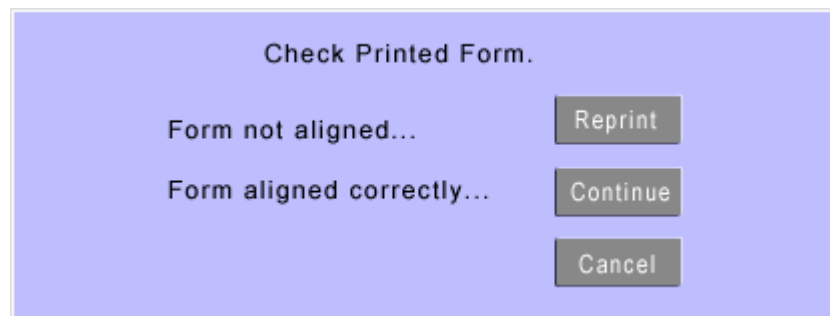 Check Printed Form.
Form not aligned... Reprint
Form aligned correctly... Continue
Cancel